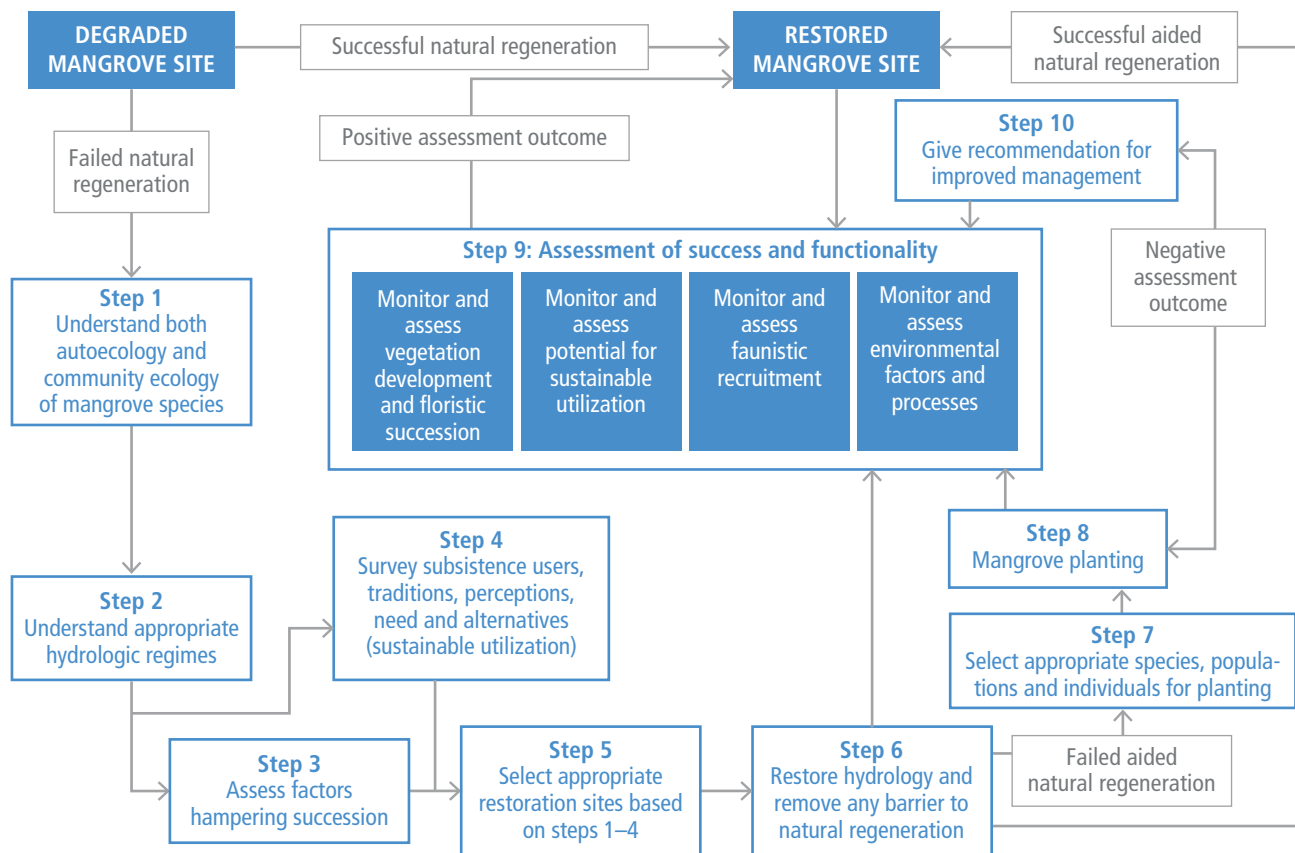 DEGRADED
MANGROVE SITE
Successful natural regeneration
RESTORED
MANGROVE SITE
Successful aided
natural regeneration
Failed natural
regeneration
Positive assessment outcome
Step 10
Give recommendation for
improved management
Negative
assessment
outcome
Step 1
Understand both
autoecology and
community ecology
of mangrove species
Step 9: Assessment of success and functionality
Monitor and
assess
vegetation
development
and floristic
succession
Monitor and
assess
potential for
sustainable
utilization
Monitor and
assess
faunistic
recruitment
Monitor and
assess
environmental
factors and
processes
Step 2
Understand appropriate
hydrologic regimes
Step 4
Survey subsistence users,
traditions, perceptions,
need and alternatives
(sustainable utilization)
Step 8
Mangrove planting
Step 7
Select appropriate species, popula-
tions and individuals for planting
Step 3
Assess factors
hampering succession
Step 5
Select appropriate
restoration sites based
on steps 1–4
Step 6
Restore hydrology and
remove any barrier to
natural regeneration
Failed aided
natural regeneration